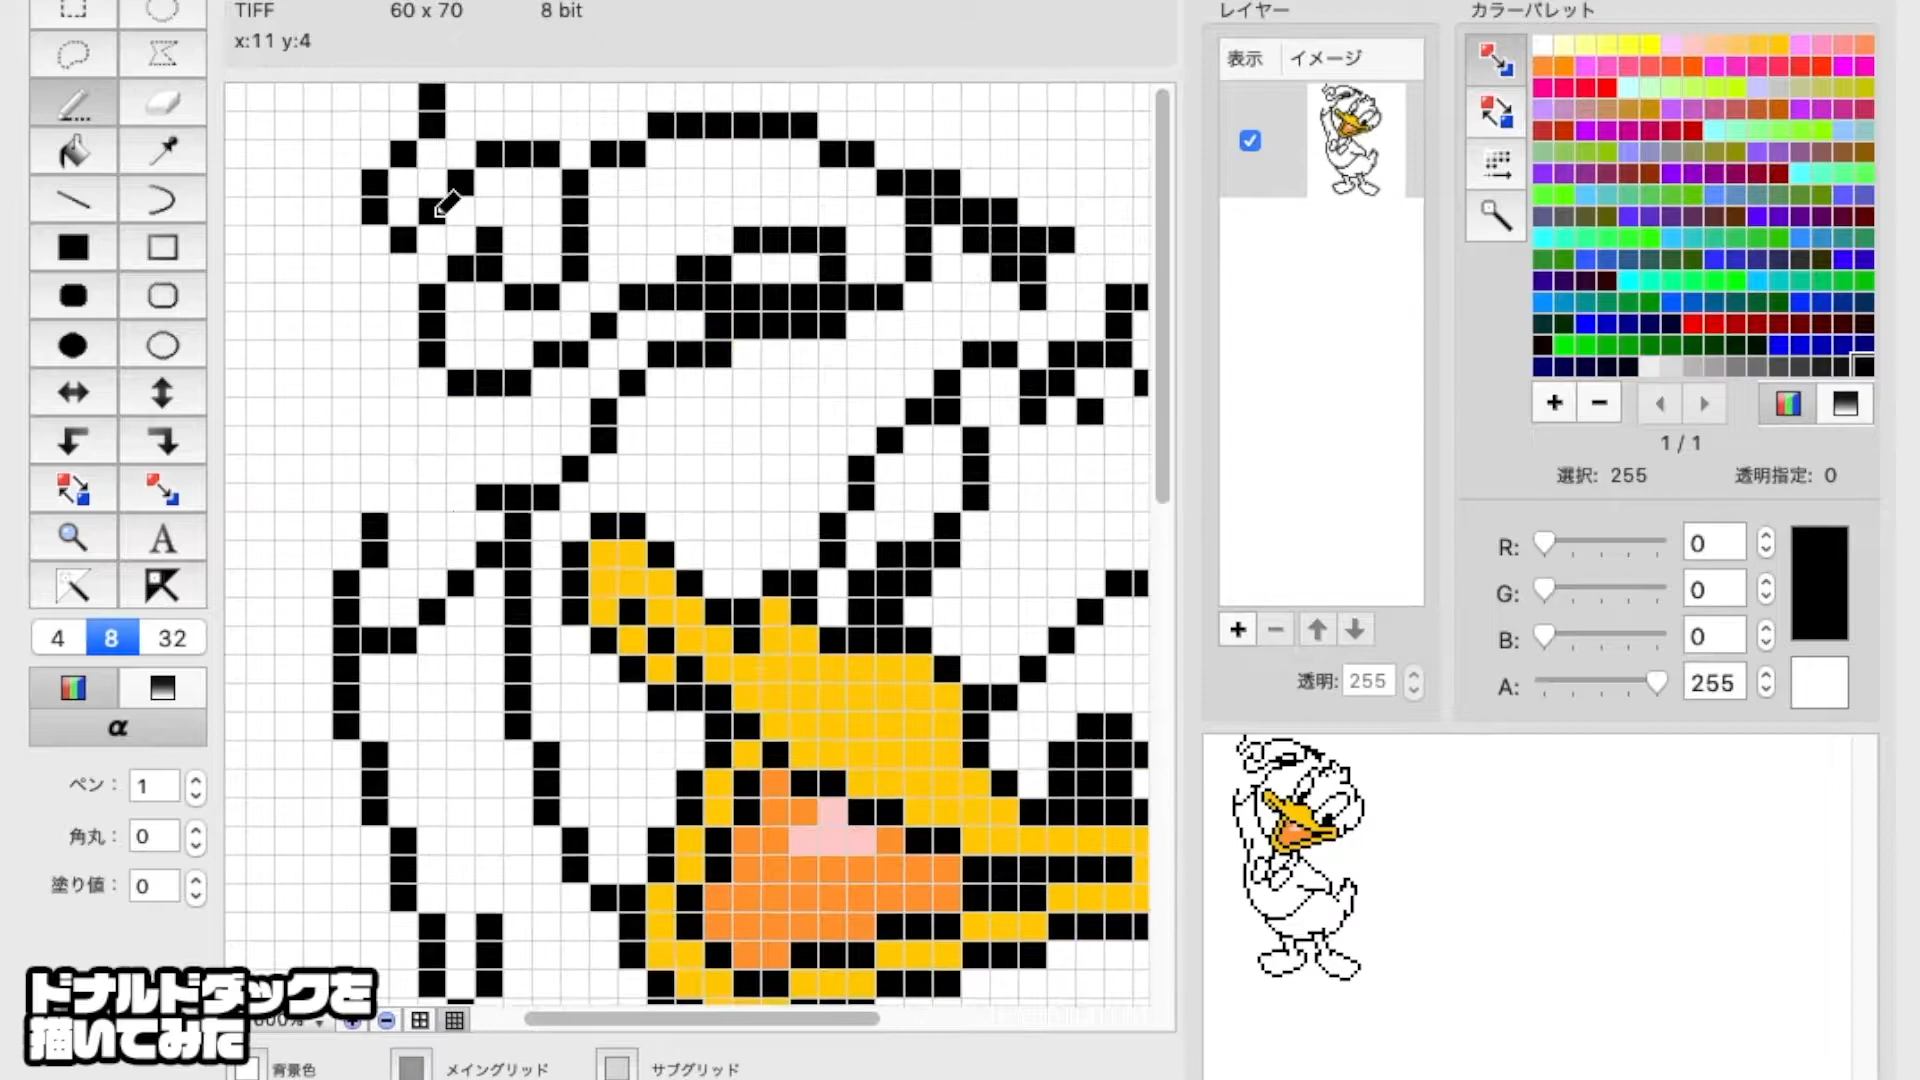 TIFF 60 x 70 8 bit
x:11 y:4
レイヤー
カラーパレット
表示 イメージ
A
4 8 32
α
ペン： 1
角丸： 0
塗り値： 0
1 / 1
選択: 255 透明指定: 0
R: 0
G: 0
B: 0
A: 255
透明: 255
ドナルドダックを
描いてみた
背景色 メイングリッド サブグリッド